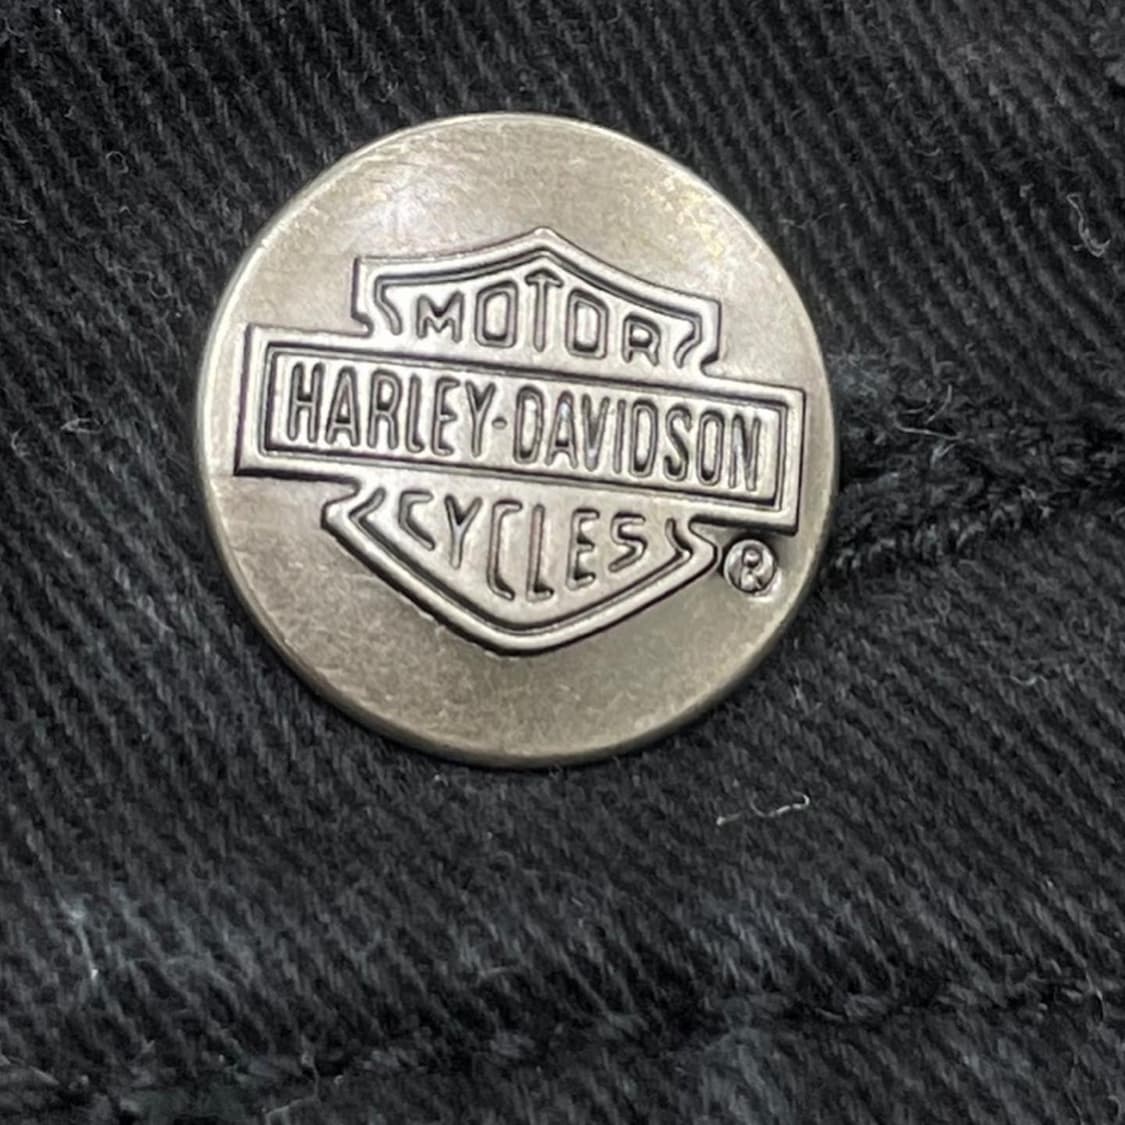 MOTOR
HARLEY-DAVIDSON
CYCLES
®